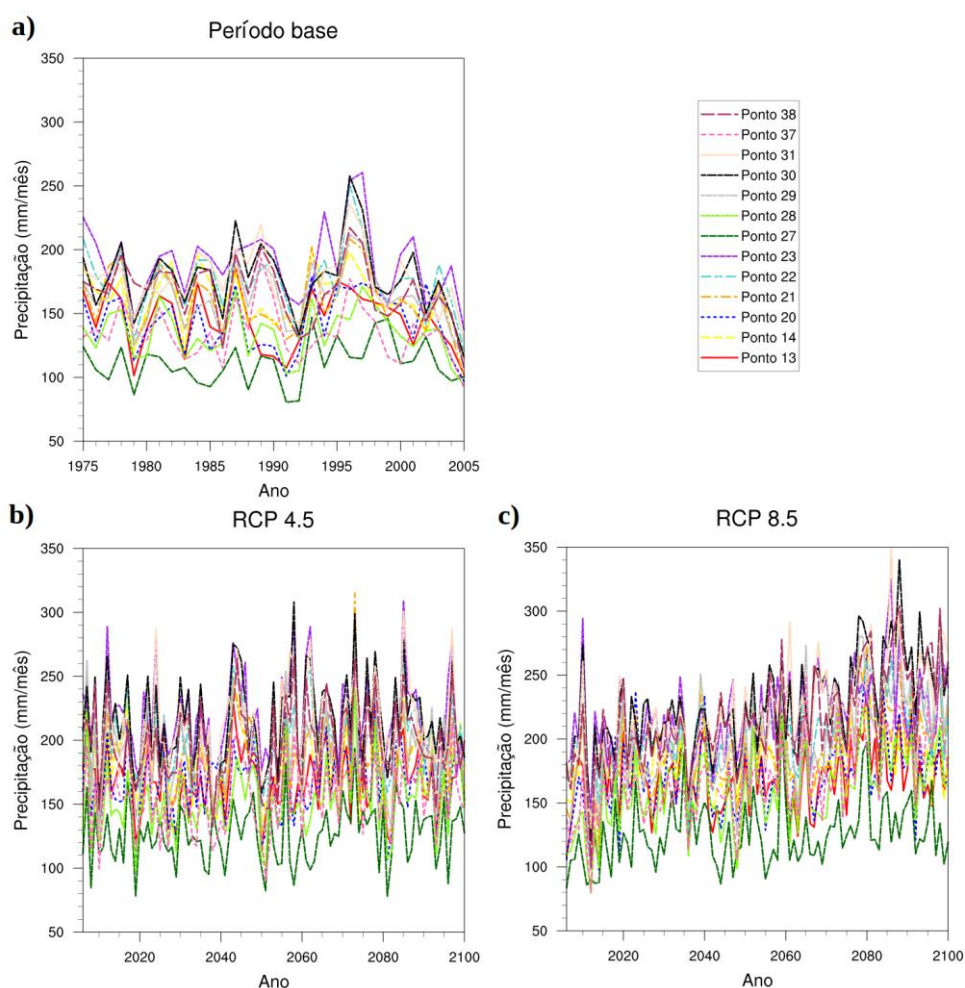 a)
Período base
350
300
250
200
150
100
50
Precipitação (mm/mês)
1975 1980 1985 1990 1995 2000 2005
Ano
Ponto 38
Ponto 37
Ponto 31
Ponto 30
Ponto 29
Ponto 28
Ponto 27
Ponto 23
Ponto 22
Ponto 21
Ponto 20
Ponto 14
Ponto 13
b)
RCP 4.5
350
300
250
200
150
100
50
Precipitação (mm/mês)
2020 2040 2060 2080 2100
Ano
c)
RCP 8.5
350
300
250
200
150
100
50
Precipitação (mm/mês)
2020 2040 2060 2080 2100
Ano